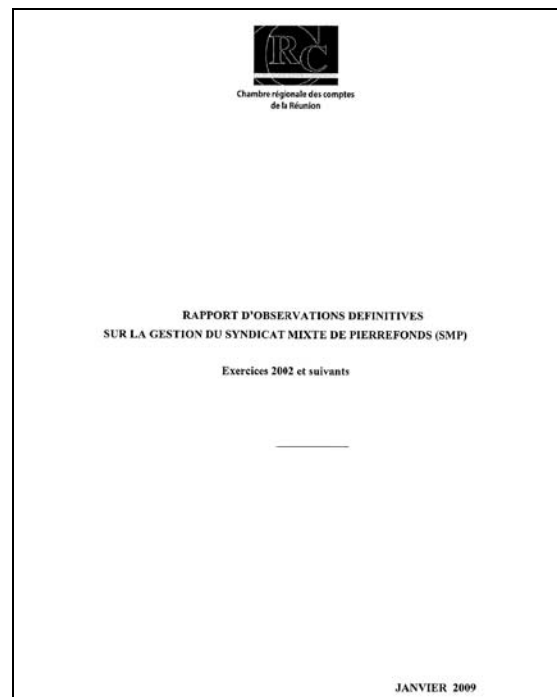 CRC
Chambre régionale des comptes
de la Réunion
RAPPORT D'OBSERVATIONS DEFINITIVES
SUR LA GESTION DU SYNDICAT MIXTE DE PIERREFONDS (SMP)
Exercices 2002 et suivants
JANVIER 2009